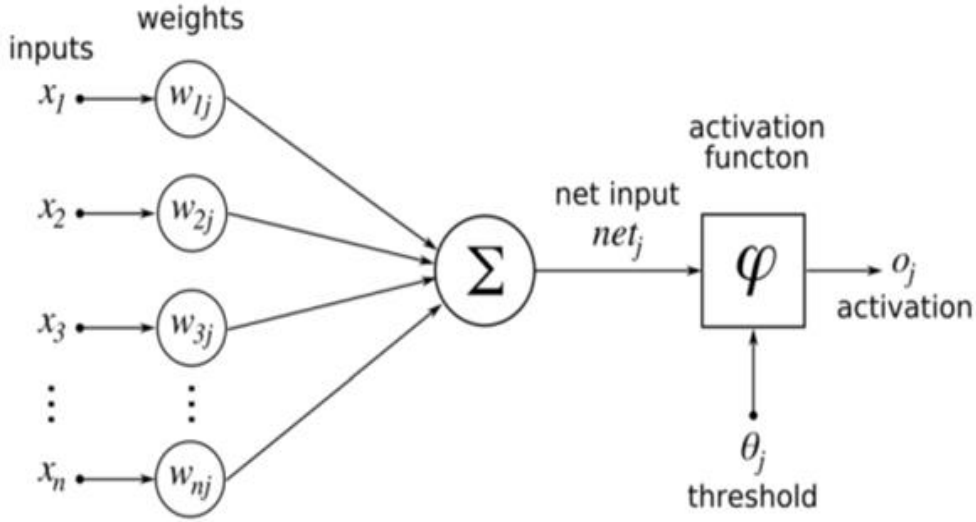 weights
inputs
x₁ w₁ⱼ
activation
functon
x₂ w₂ⱼ
net input
netⱼ
Σ φ oⱼ
activation
x₃ w₃ⱼ
⋮ ⋮
xₙ wₙⱼ
θⱼ
threshold